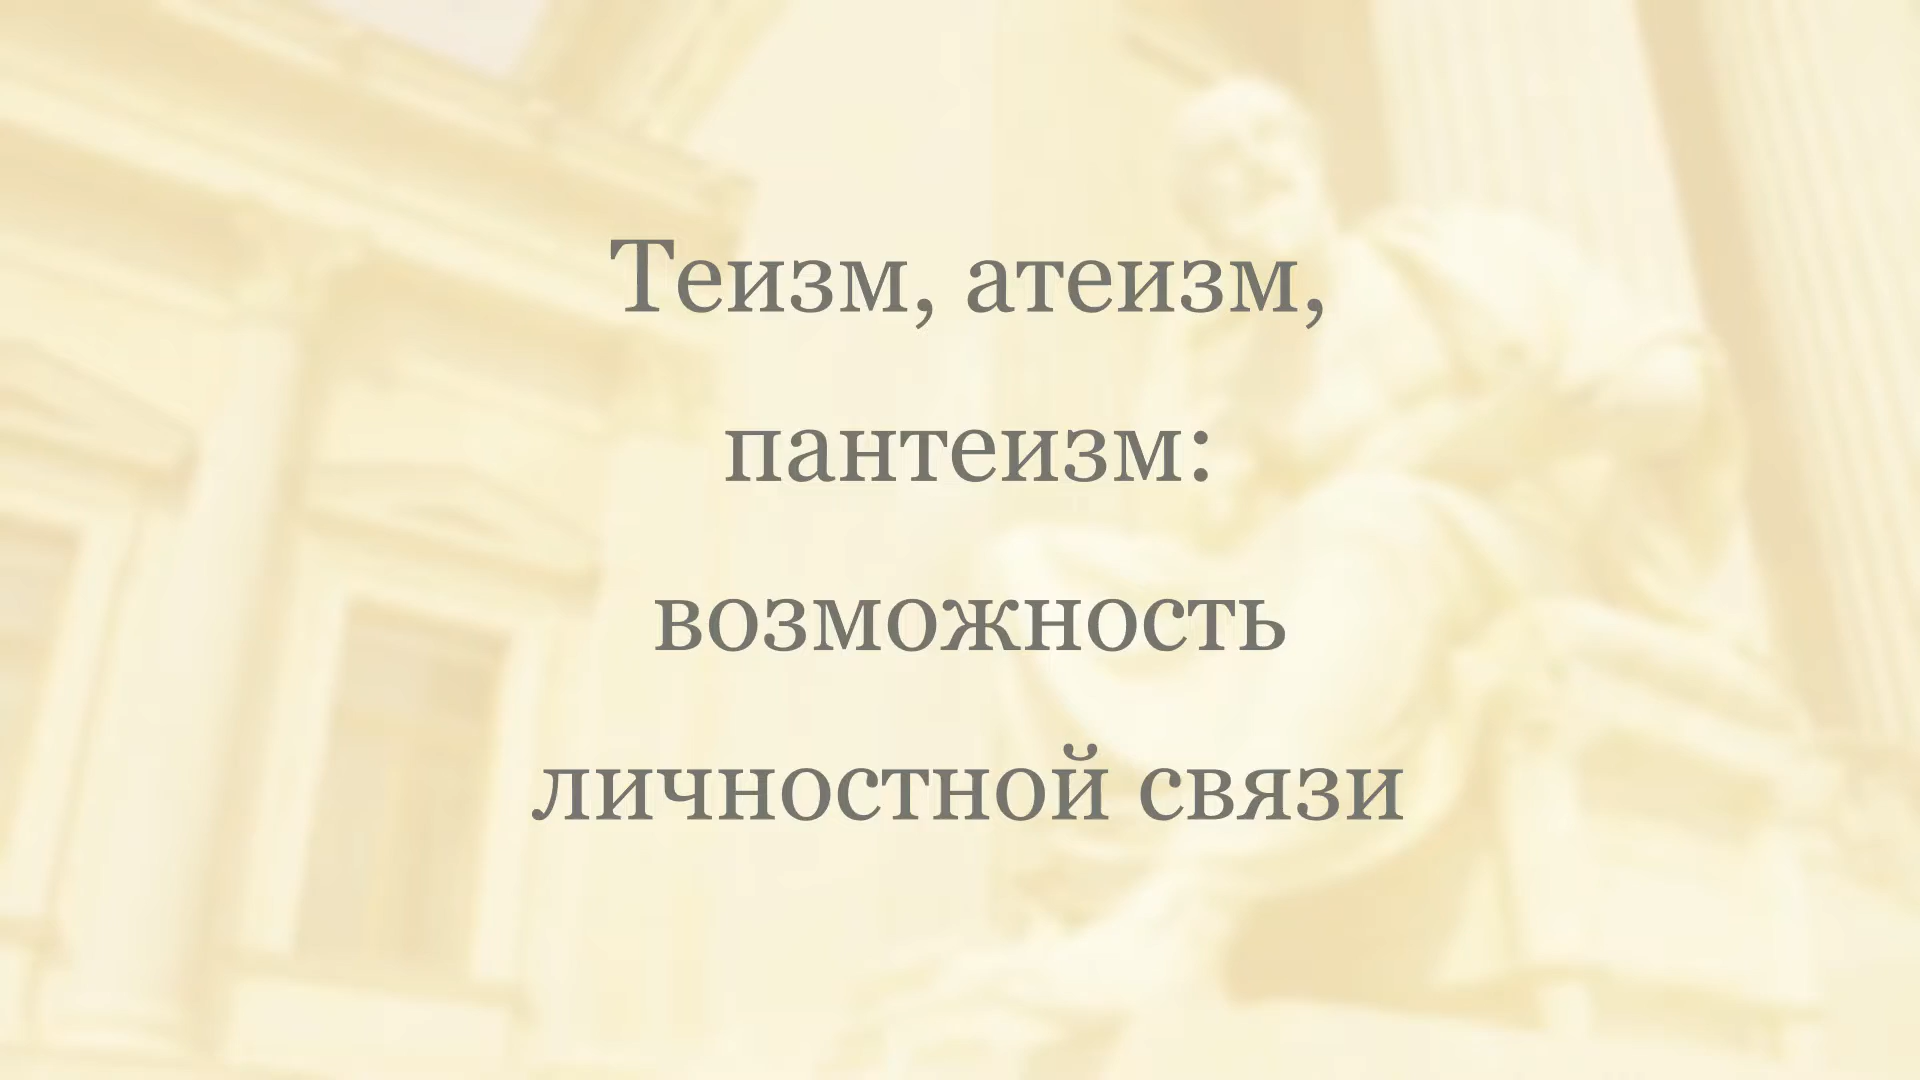 Теизм, атеизм,
пантеизм:
возможность
личностной связи